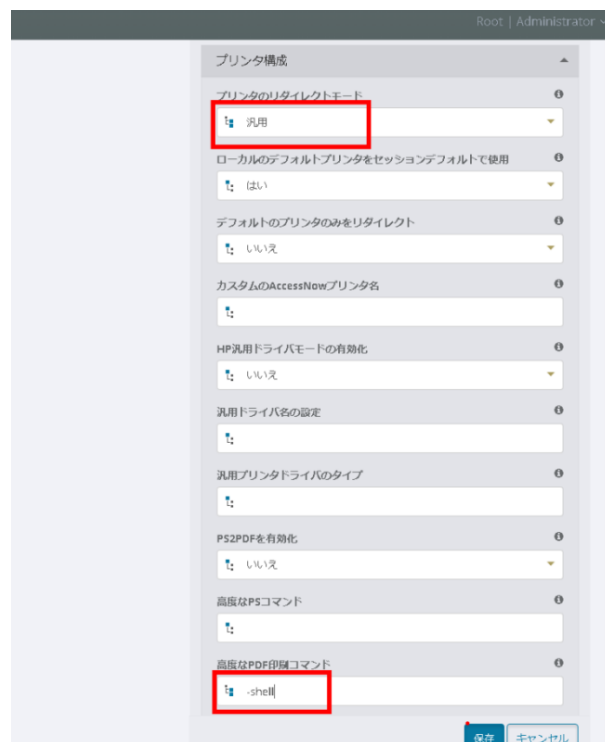 Root | Administrator
プリンタ構成
プリンタのリダイレクトモード
汎用
ローカルのデフォルトプリンタをセッションデフォルトで使用
はい
デフォルトのプリンタのみをリダイレクト
いいえ
カスタムのAccessNowプリンタ名
HP汎用ドライバモードの有効化
いいえ
汎用ドライバ名の設定
汎用プリンタドライバのタイプ
PS2PDFを有効化
いいえ
高度なPSコマンド
高度なPDF印刷コマンド
-shell
保存 キャンセル